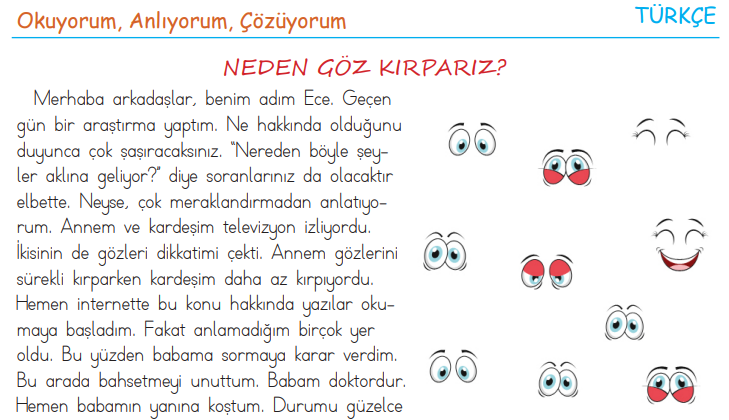 Okuyorum, Anlıyorum, Çözüyorum
TÜRKÇE
NEDEN GÖZ KIRPARIZ?
Merhaba arkadaşlar, benim adım Ece. Geçen
gün bir araştırma yaptım. Ne hakkında olduğunu
duyunca çok şaşıracaksınız. “Nereden böyle şey-
ler aklına geliyor?” diye soranlarınız da olacaktır
elbette. Neyse, çok meraklandırmadan anlatıyo-
rum. Annem ve kardeşim televizyon izliyordu.
İkisinin de gözleri dikkatimi çekti. Annem gözlerini
sürekli kırparken kardeşim daha az kırpıyordu.
Hemen internette bu konu hakkında yazılar oku-
maya başladım. Fakat anlamadığım birçok yer
oldu. Bu yüzden babama sormaya karar verdim.
Bu arada bahsetmeyi unuttum. Babam doktordur.
Hemen babamın yanına koştum. Durumu güzelce